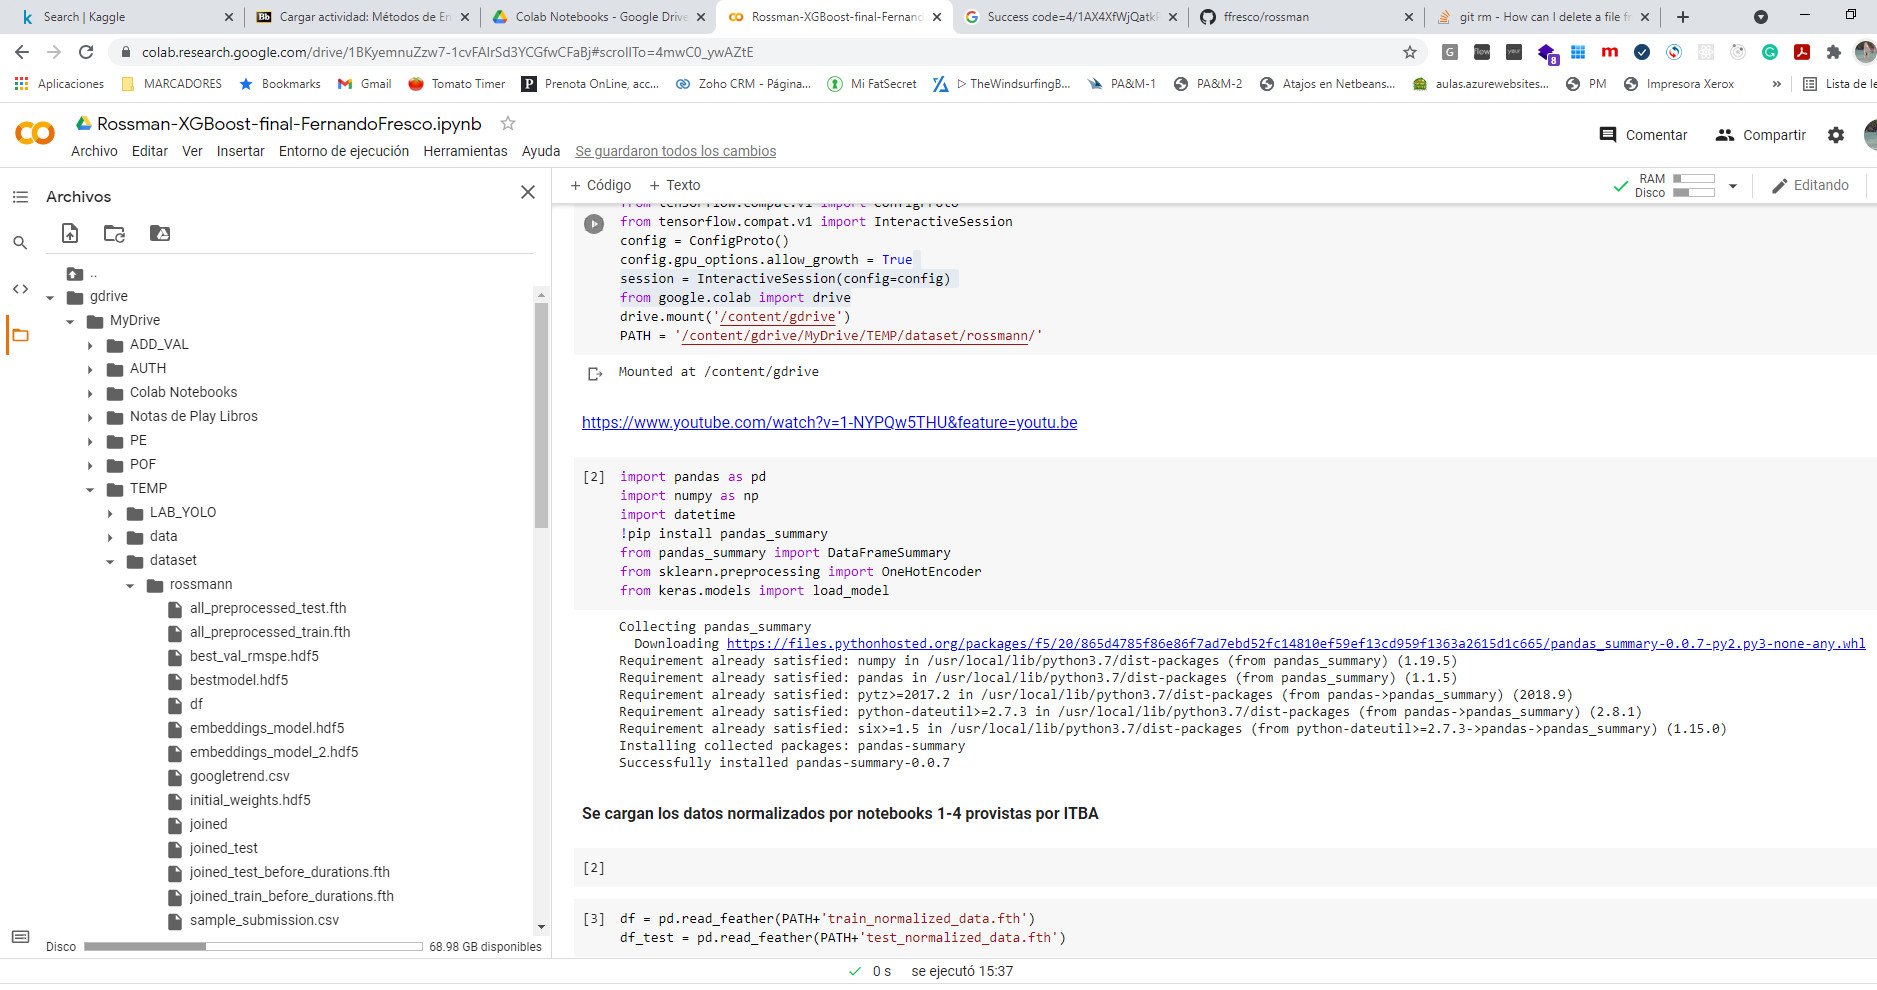 Search | Kaggle
Cargar actividad: Métodos de En
Colab Notebooks - Google Drive
Rossman-XGBoost-final-Fernand
Success code=4/1AX4XfWjQatk
ffresco/rossman
git rm - How can I delete a file fr
colab.research.google.com/drive/1BKyemnuZzw7-1cvFAIrSd3YCGfwCFaBj#scrollTo=4mwC0_ywAZtE
Aplicaciones MARCADORES Bookmarks Gmail Tomato Timer Prenota OnLine, acc... Zoho CRM - Página... Mi FatSecret ▷ TheWindsurfingB... PA&M-1 PA&M-2 Atajos en Netbeans... aulas.azurewebsites... PM Impresora Xerox » Lista de le
Rossman-XGBoost-final-FernandoFresco.ipynb
Comentar Compartir
Archivo Editar Ver Insertar Entorno de ejecución Herramientas Ayuda Se guardaron todos los cambios
Archivos
+ Código + Texto
RAM
Disco
Editando
..
gdrive
MyDrive
ADD_VAL
AUTH
Colab Notebooks
Notas de Play Libros
PE
POF
TEMP
LAB_YOLO
data
dataset
rossmann
all_preprocessed_test.fth
all_preprocessed_train.fth
best_val_rmspe.hdf5
bestmodel.hdf5
df
embeddings_model.hdf5
embeddings_model_2.hdf5
googletrend.csv
initial_weights.hdf5
joined
joined_test
joined_test_before_durations.fth
joined_train_before_durations.fth
sample_submission.csv
Disco 68.98 GB disponibles
from tensorflow.compat.v1 import ConfigProto
from tensorflow.compat.v1 import InteractiveSession
config = ConfigProto()
config.gpu_options.allow_growth = True
session = InteractiveSession(config=config)
from google.colab import drive
drive.mount('/content/gdrive')
PATH = '/content/gdrive/MyDrive/TEMP/dataset/rossmann/'
Mounted at /content/gdrive
https://www.youtube.com/watch?v=1-NYPQw5THU&feature=youtu.be
[2] import pandas as pd
import numpy as np
import datetime
!pip install pandas_summary
from pandas_summary import DataFrameSummary
from sklearn.preprocessing import OneHotEncoder
from keras.models import load_model
Collecting pandas_summary
Downloading https://files.pythonhosted.org/packages/f5/20/865d4785f86e86f7ad7ebd52fc14810ef59ef13cd959f1363a2615d1c665/pandas_summary-0.0.7-py2.py3-none-any.whl
Requirement already satisfied: numpy in /usr/local/lib/python3.7/dist-packages (from pandas_summary) (1.19.5)
Requirement already satisfied: pandas in /usr/local/lib/python3.7/dist-packages (from pandas_summary) (1.1.5)
Requirement already satisfied: pytz>=2017.2 in /usr/local/lib/python3.7/dist-packages (from pandas->pandas_summary) (2018.9)
Requirement already satisfied: python-dateutil>=2.7.3 in /usr/local/lib/python3.7/dist-packages (from pandas->pandas_summary) (2.8.1)
Requirement already satisfied: six>=1.5 in /usr/local/lib/python3.7/dist-packages (from python-dateutil>=2.7.3->pandas->pandas_summary) (1.15.0)
Installing collected packages: pandas-summary
Successfully installed pandas-summary-0.0.7
Se cargan los datos normalizados por notebooks 1-4 provistas por ITBA
[2]
[3] df = pd.read_feather(PATH+'train_normalized_data.fth')
df_test = pd.read_feather(PATH+'test_normalized_data.fth')
0 s se ejecutó 15:37